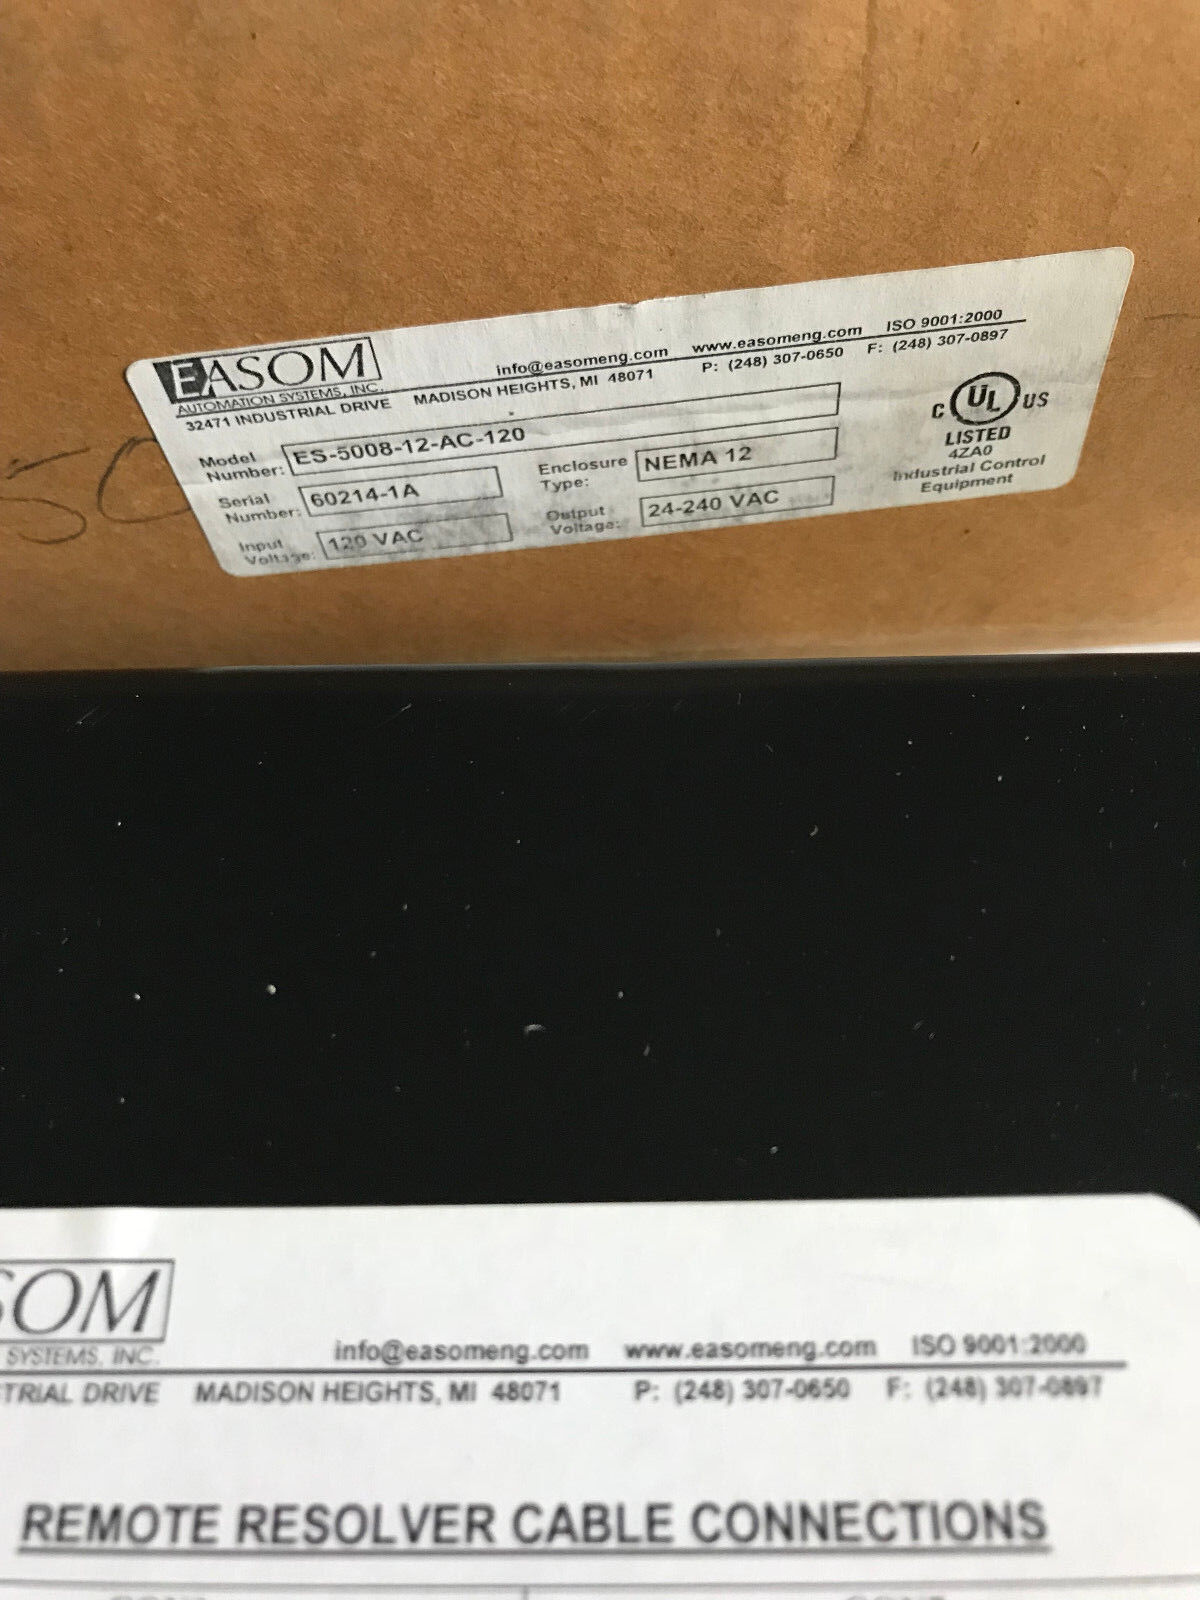 50
EASOM
AUTOMATION SYSTEMS, INC.
info@easomeng.com www.easomeng.com ISO 9001:2000
32471 INDUSTRIAL DRIVE MADISON HEIGHTS, MI 48071 P: (248) 307-0650 F: (248) 307-0897
Model Number: ES-5008-12-AC-120
Serial Number: 60214-1A
Enclosure Type: NEMA 12
Input Voltage: 120 VAC
Output Voltage: 24-240 VAC
C UL US
LISTED
4ZA0
Industrial Control
Equipment
SOM
SYSTEMS, INC.
info@easomeng.com www.easomeng.com ISO 9001:2000
TRIAL DRIVE MADISON HEIGHTS, MI 48071 P: (248) 307-0650 F: (248) 307-0897
REMOTE RESOLVER CABLE CONNECTIONS